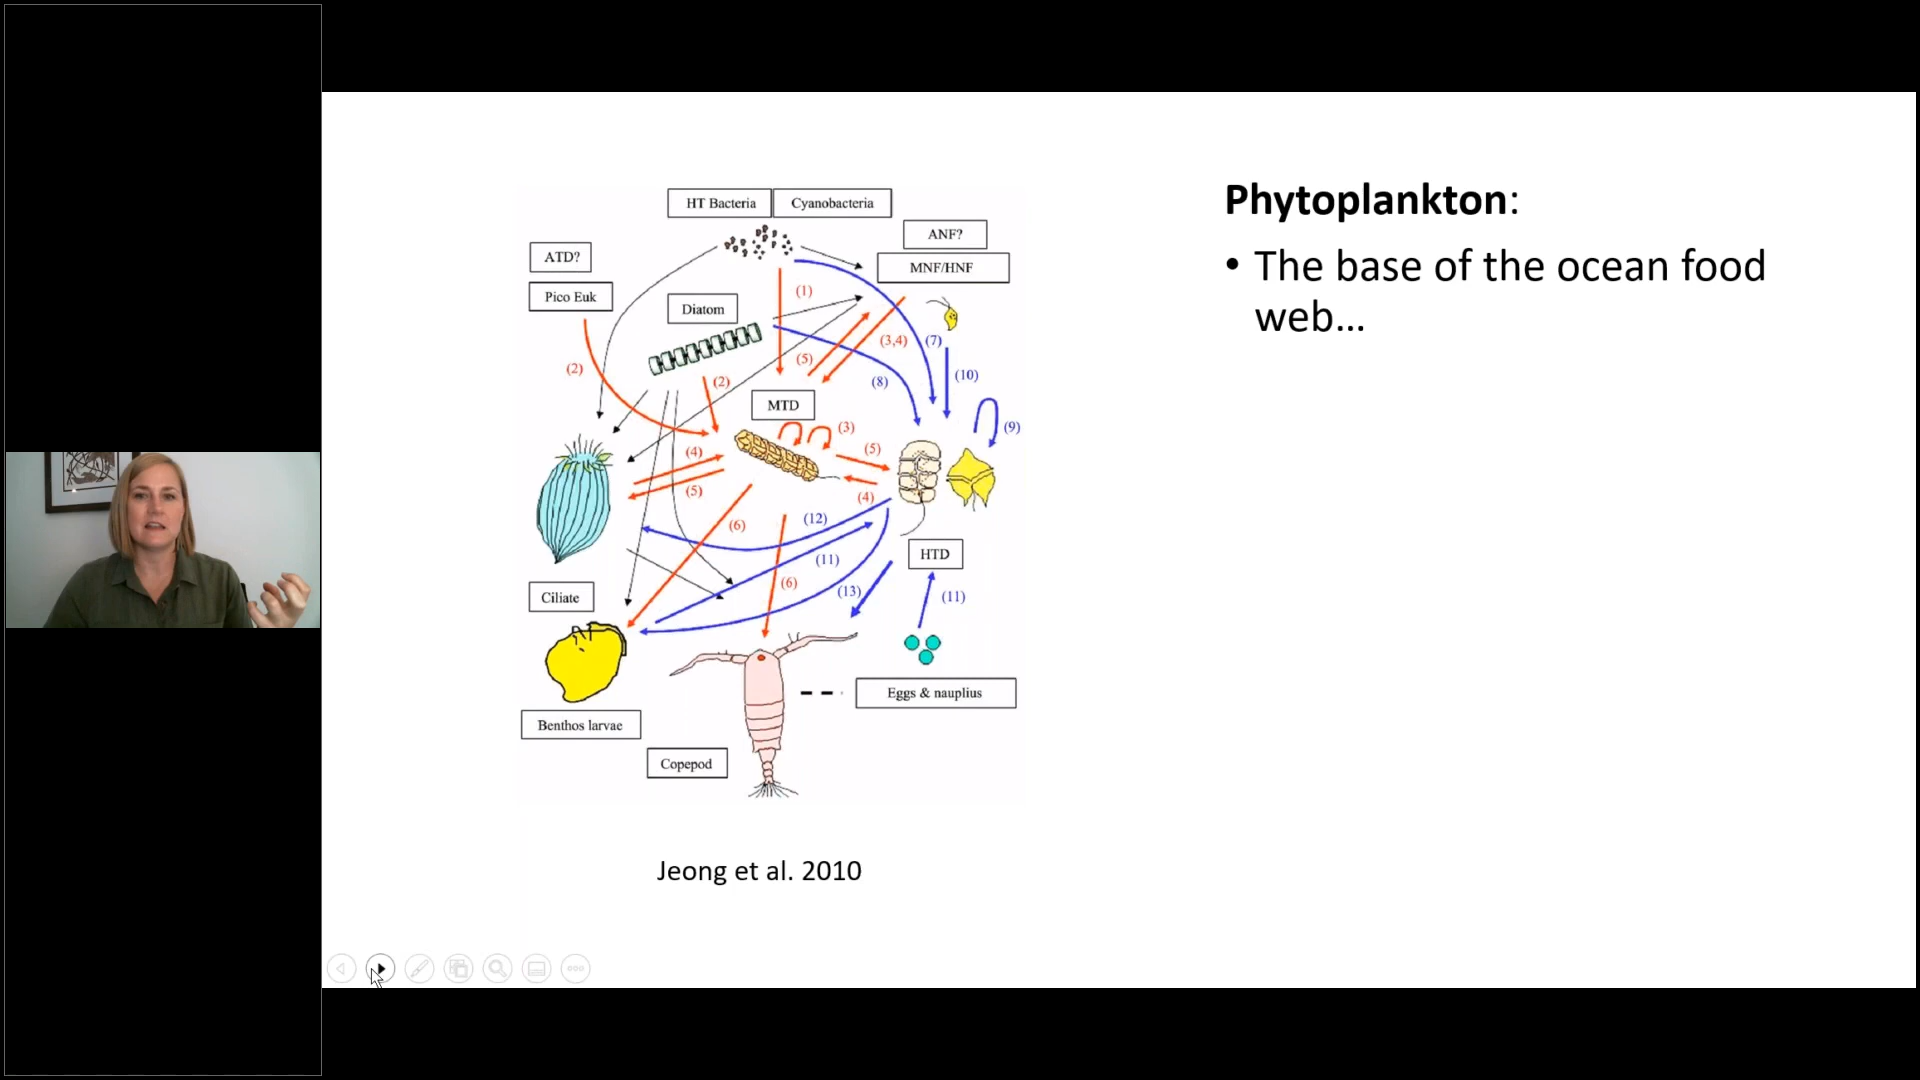 HT Bacteria
Cyanobacteria
ANF?
ATD?
MNF/HNF
Pico Euk
Diatom
(1)
(3,4)
(7)
(5)
(2)
(2)
(8)
(10)
MTD
(3)
(9)
(4)
(5)
(5)
(4)
(6)
(12)
(11)
HTD
(6)
(13)
(11)
Ciliate
Eggs & nauplius
Benthos larvae
Copepod
Jeong et al. 2010
Phytoplankton:
• The base of the ocean food
web...